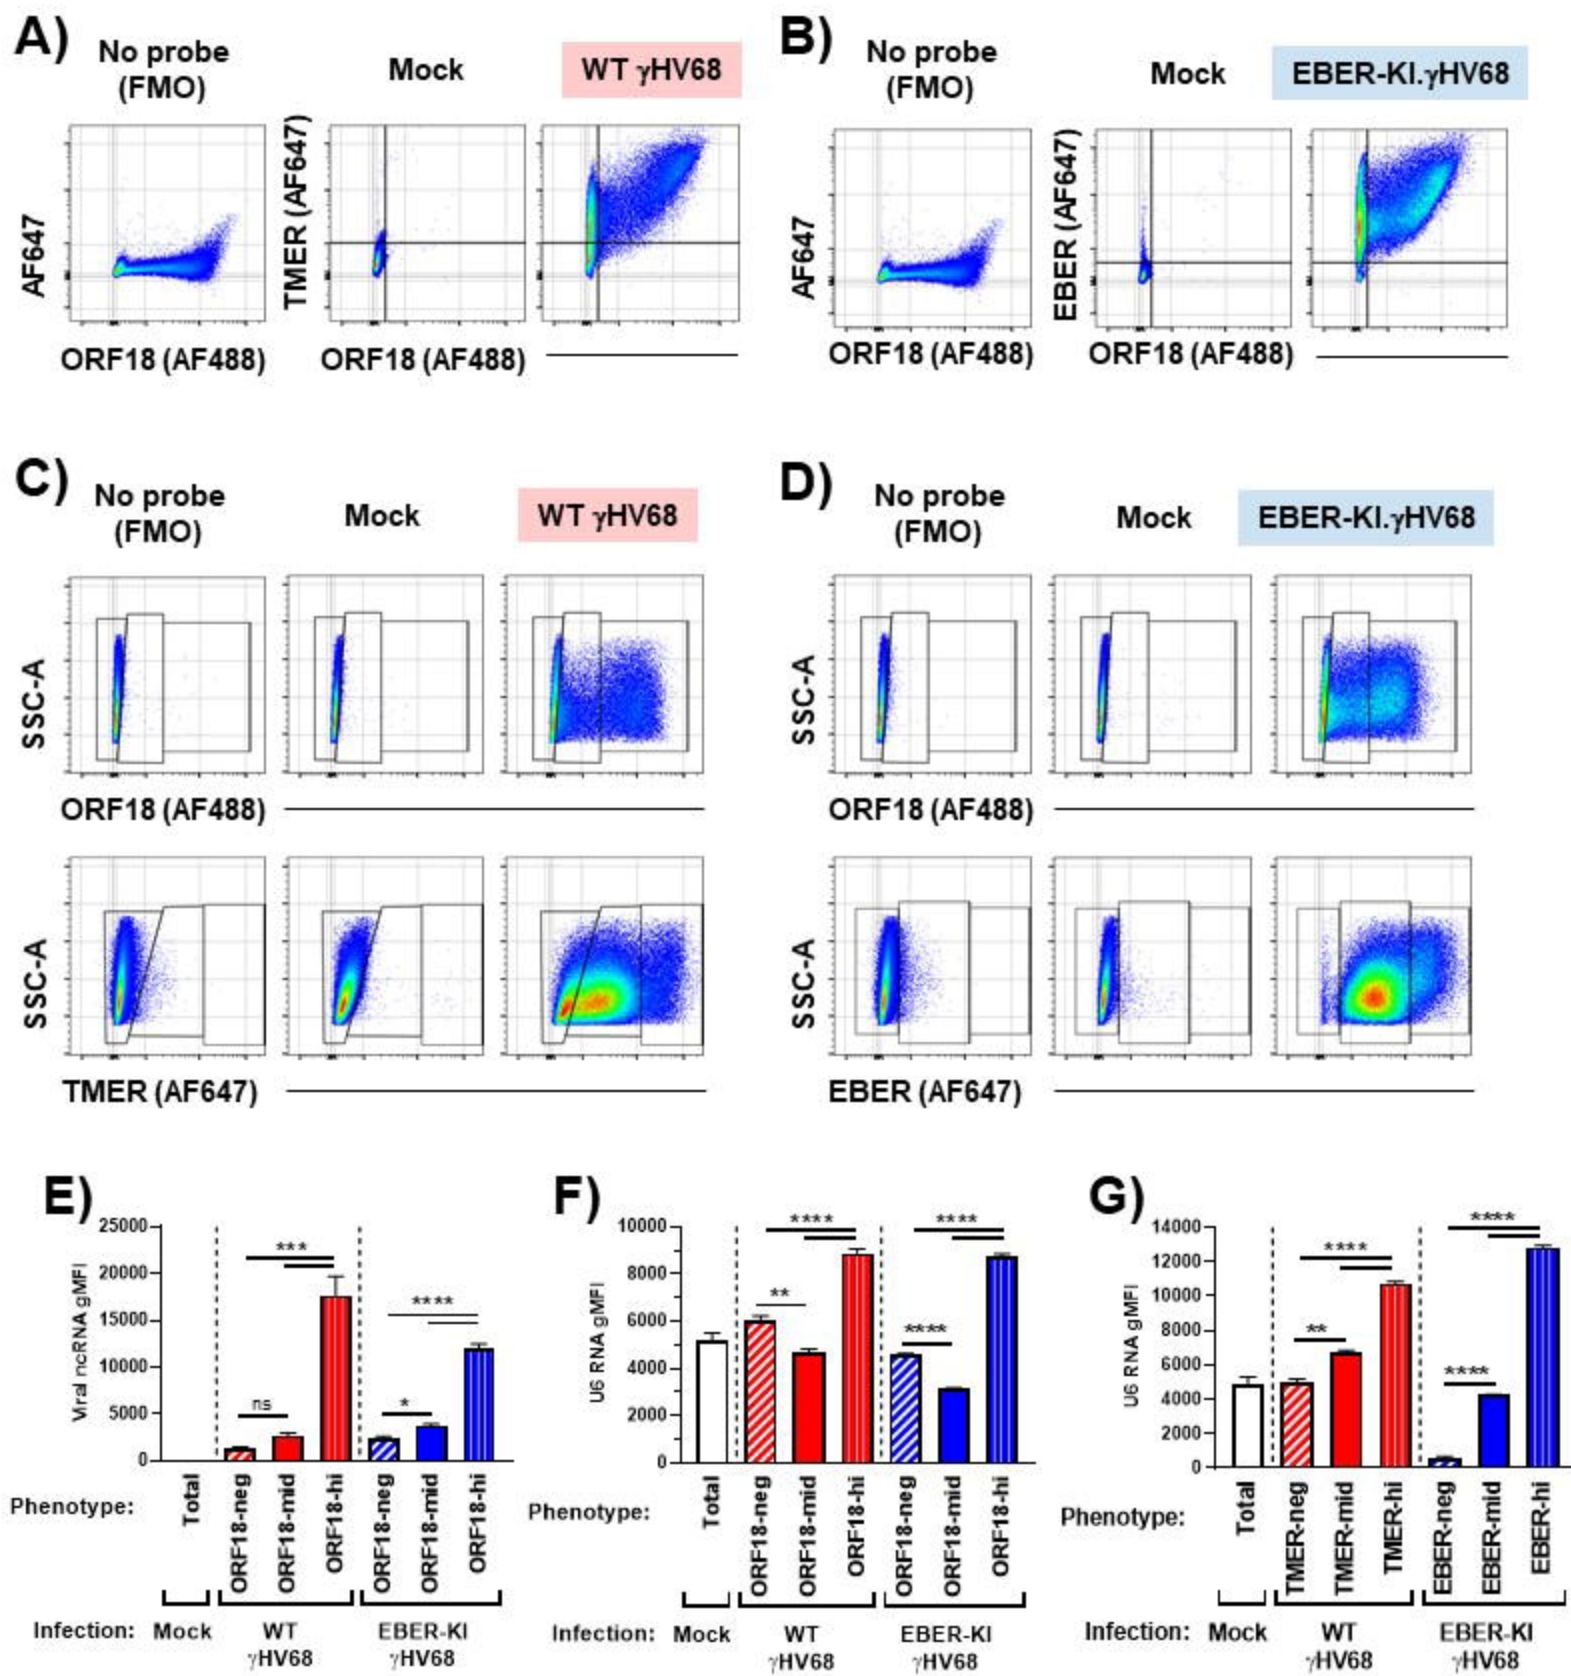 A)
No probe
(FMO)
Mock
WT γHV68
AF647
TMER (AF647)
ORF18 (AF488)
ORF18 (AF488)
B)
No probe
(FMO)
Mock
EBER-KI.γHV68
AF647
EBER (AF647)
ORF18 (AF488)
ORF18 (AF488)
C)
No probe
(FMO)
Mock
WT γHV68
SSC-A
ORF18 (AF488)
SSC-A
TMER (AF647)
D)
No probe
(FMO)
Mock
EBER-KI.γHV68
SSC-A
ORF18 (AF488)
SSC-A
EBER (AF647)
E)
Viral ncRNA gMFI
25000
20000
15000
10000
5000
0
***
ns
****
*
Phenotype:
Total
ORF18-neg
ORF18-mid
ORF18-hi
ORF18-neg
ORF18-mid
ORF18-hi
Infection:
Mock
WT
γHV68
EBER-KI
γHV68
F)
U6 RNA gMFI
10000
8000
6000
4000
2000
0
****
**
****
****
Phenotype:
Total
ORF18-neg
ORF18-mid
ORF18-hi
ORF18-neg
ORF18-mid
ORF18-hi
Infection:
Mock
WT
γHV68
EBER-KI
γHV68
G)
U6 RNA gMFI
14000
12000
10000
8000
6000
4000
2000
0
****
**
****
****
Phenotype:
Total
TMER-neg
TMER-mid
TMER-hi
EBER-neg
EBER-mid
EBER-hi
Infection:
Mock
WT
γHV68
EBER-KI
γHV68